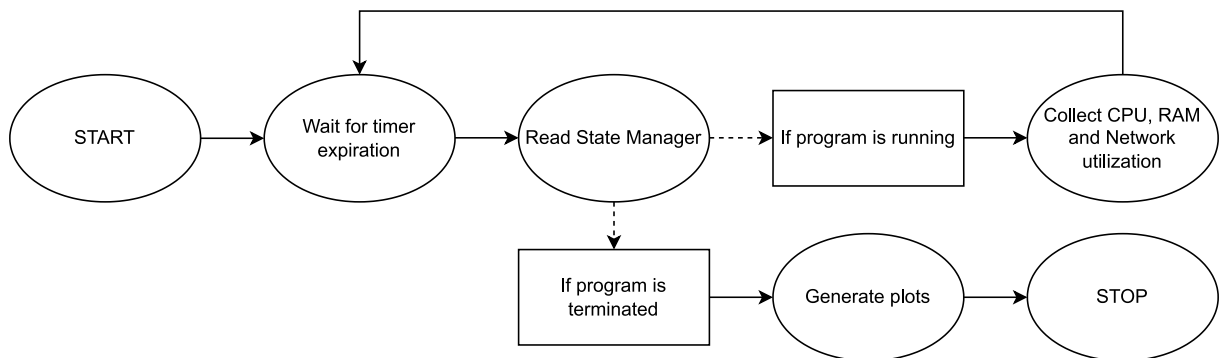 START
Wait for timer
expiration
Read State Manager
If program is running
Collect CPU, RAM
and Network
utilization
If program is
terminated
Generate plots
STOP